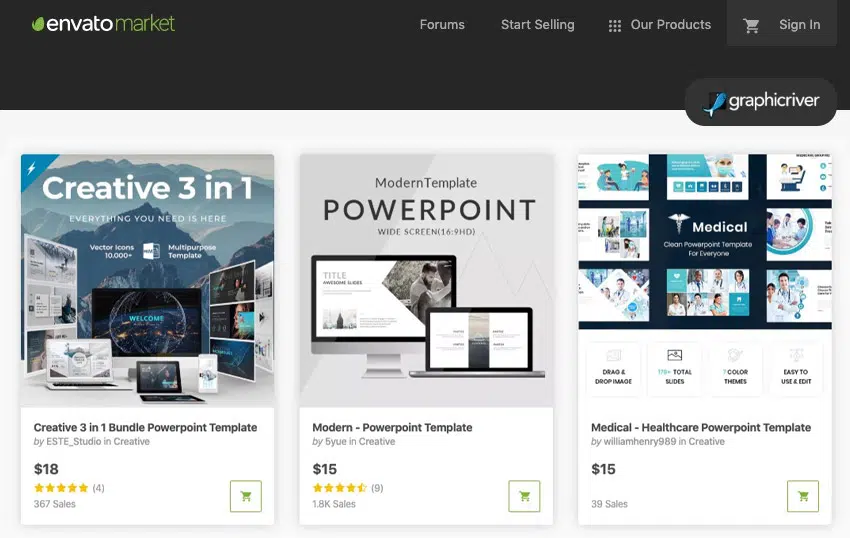 envato market
Forums
Start Selling
Our Products
Sign In
graphicriver
Creative 3 in 1
EVERYTHING YOU NEED IS HERE
Vector Icons
10.000+
Multipurpose
Template
WELCOME
ModernTemplate
POWERPOINT
WIDE SCREEN(16:9HD)
TITLE
AWESOME SLIDES
Medical
Clean Powerpoint Template
For Everyone
DRAG &
DROP IMAGE
170+ TOTAL
SLIDES
7 COLOR
THEMES
EASY TO
USE & EDIT
Creative 3 in 1 Bundle Powerpoint Template
by ESTE_Studio in Creative
$18
(4)
367 Sales
Modern - Powerpoint Template
by 5yue in Creative
$15
(9)
1.8K Sales
Medical - Healthcare Powerpoint Template
by williamhenry989 in Creative
$15
39 Sales